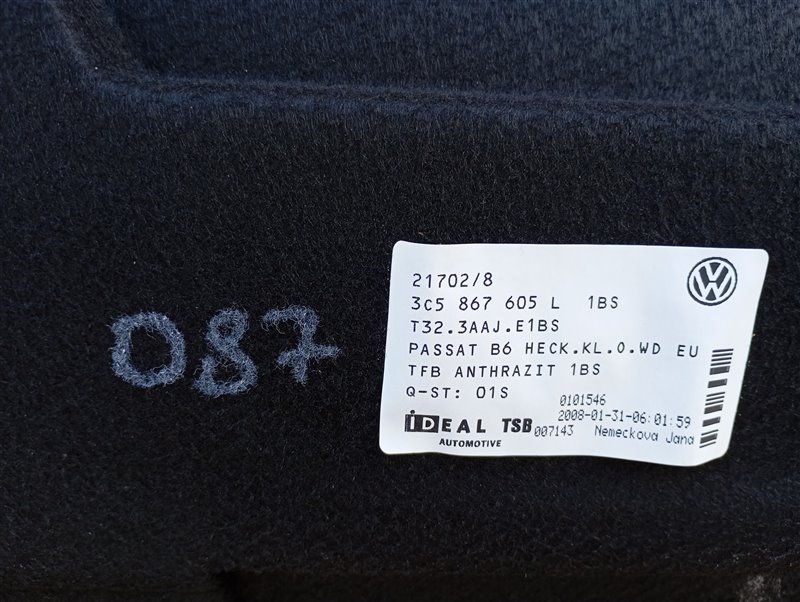 087
21702/8
3C5 867 605 L 1BS
T32.3AAJ.E1BS
PASSAT B6 HECK.KL.O.WD EU
TFB ANTHRAZIT 1BS
Q-ST: 01S
0101546
2008-01-31-06:01:59
iDEAL TSB 007143 Nemeckova Jana
AUTOMOTIVE